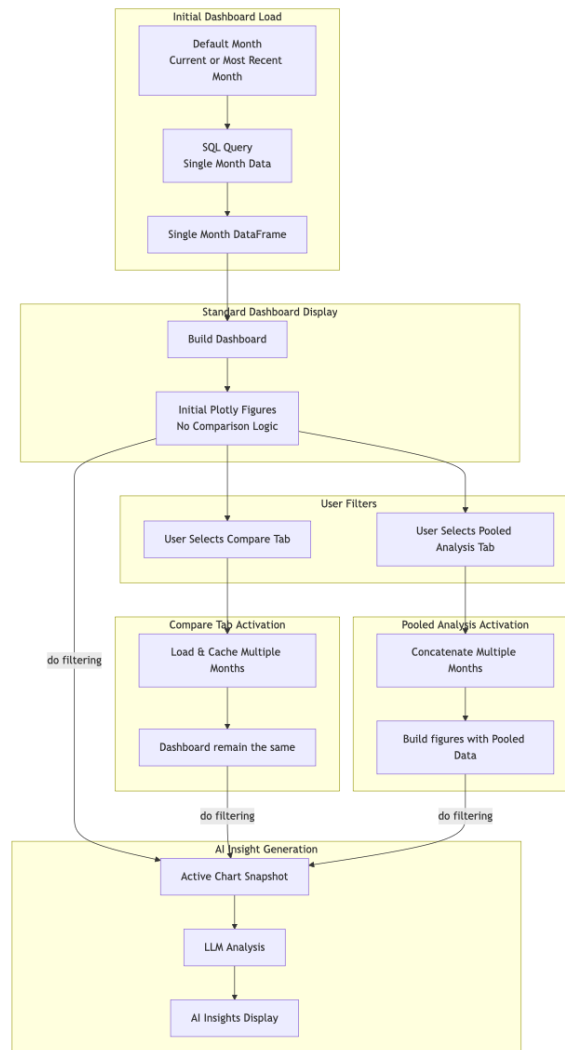 Initial Dashboard Load
Default Month
Current or Most Recent
Month
SQL Query
Single Month Data
Single Month DataFrame
Standard Dashboard Display
Build Dashboard
Initial Plotly Figures
No Comparison Logic
User Filters
User Selects Compare Tab
User Selects Pooled
Analysis Tab
Compare Tab Activation
Load & Cache Multiple
Months
Dashboard remain the same
Pooled Analysis Activation
Concatenate Multiple
Months
Build figures with Pooled
Data
do filtering
do filtering
do filtering
AI Insight Generation
Active Chart Snapshot
LLM Analysis
AI Insights Display